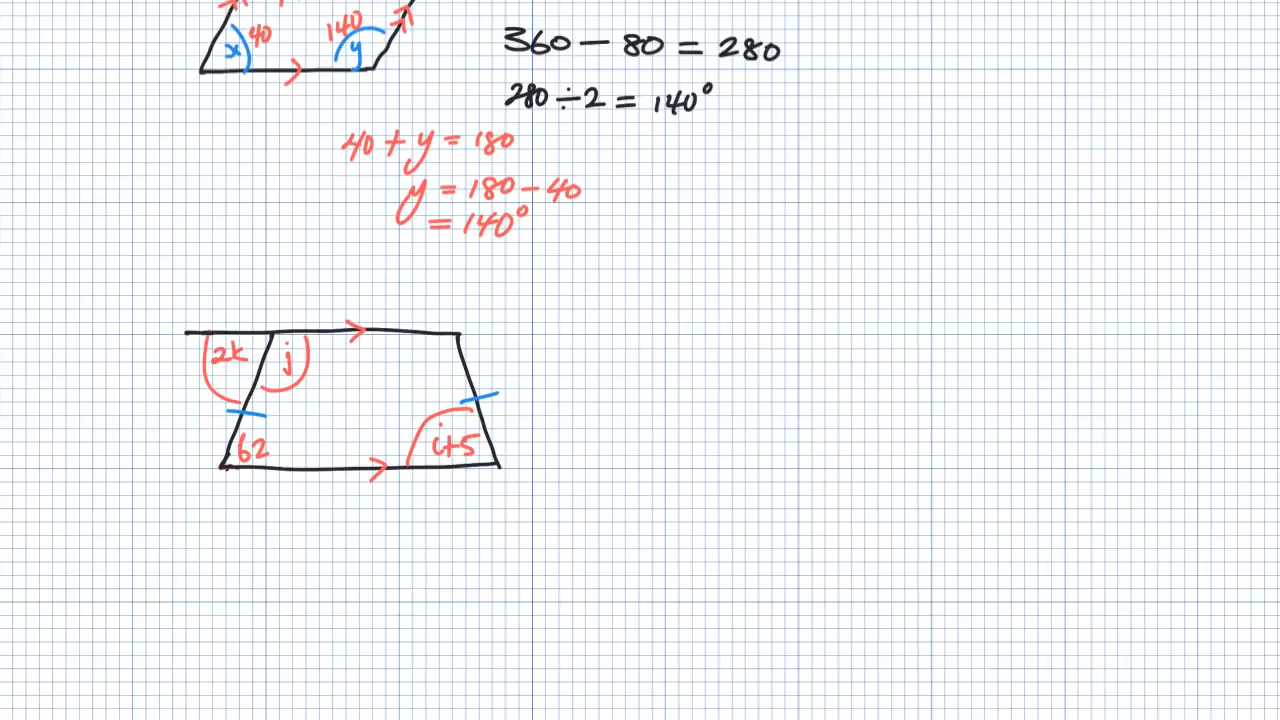 x 40 140 y
360 - 80 = 280
280 ÷ 2 = 140°
40 + y = 180
y = 180 - 40
= 140°
2k j
62 i+5